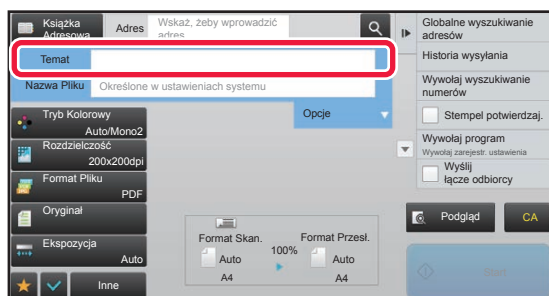 Książka
Adresowa
Adres
Wskaż, żeby wprowadzić
adres
Temat
Nazwa Pliku
Określone w ustawieniach systemu
Tryb Kolorowy
Auto/Mono2
Opcje
Rozdzielczość
200x200dpi
Format Pliku
PDF
Oryginał
Ekspozycja
Auto
Inne
Format Skan.
Auto
A4
100%
Format Przesł.
Auto
A4
Globalne wyszukiwanie
adresów
Historia wysyłania
Wywołaj wyszukiwanie
numerów
Stempel potwierdzaj.
Wywołaj program
Wywołaj zarejestr. ustawienia
Wyślij
łącze odbiorcy
Podgląd
CA
Start